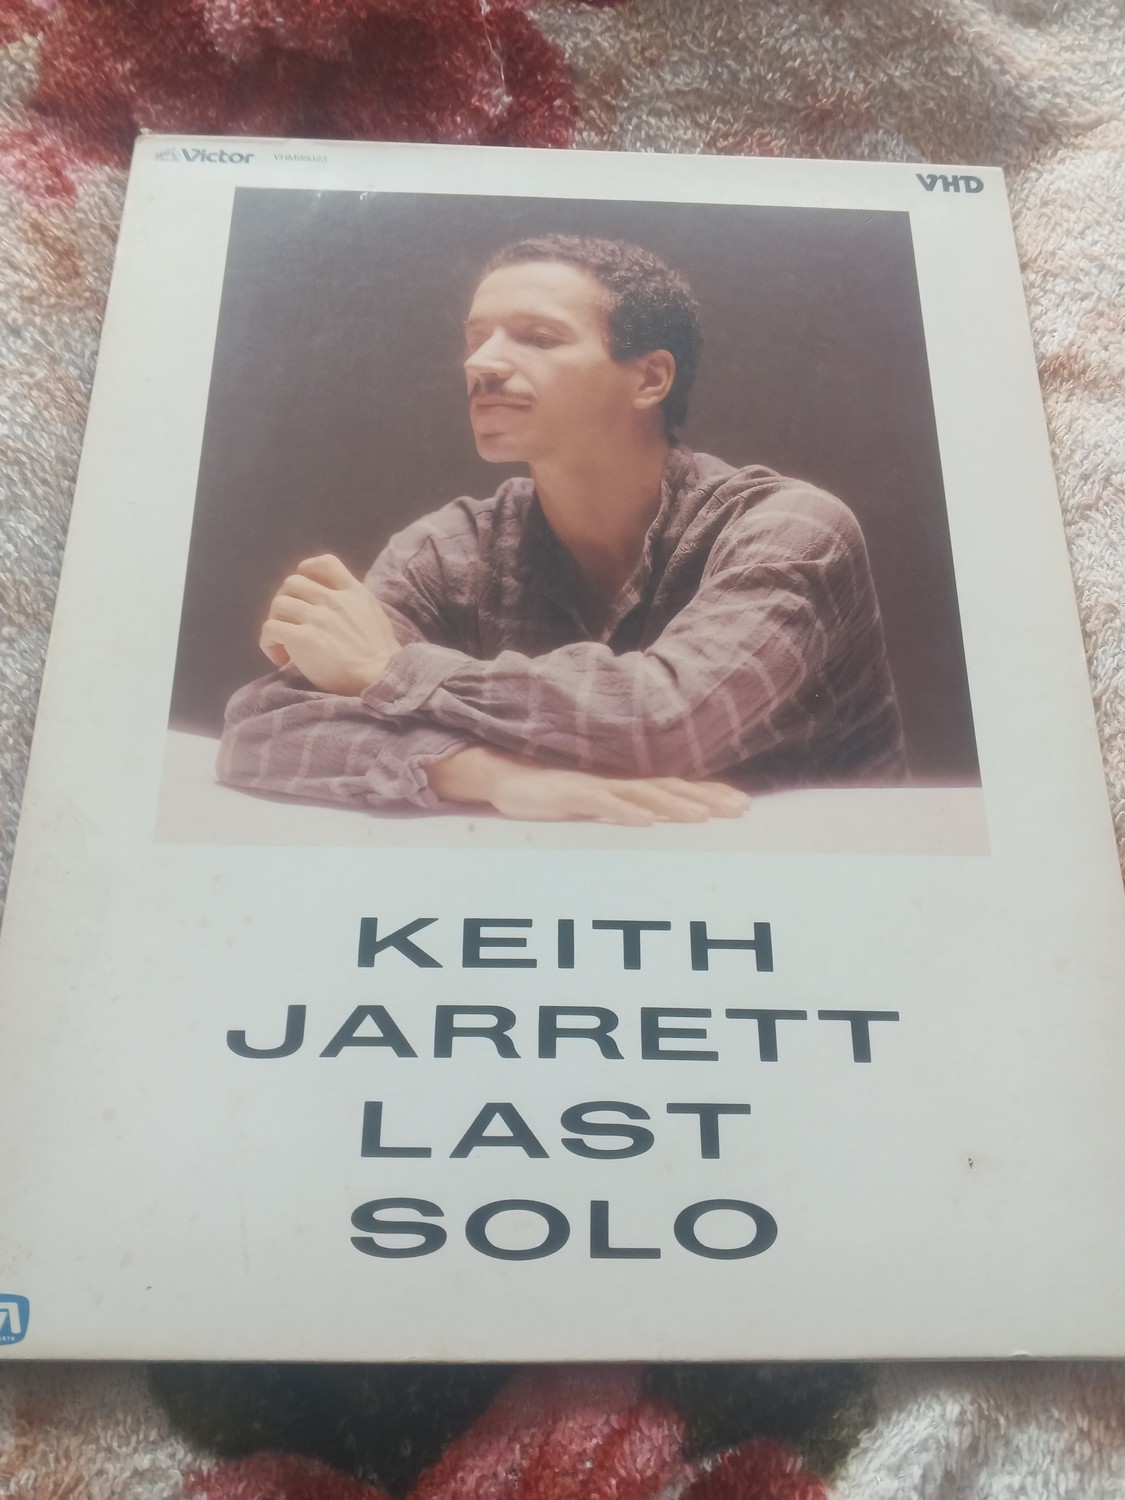 Victor
VHD
KEITH
JARRETT
LAST
SOLO